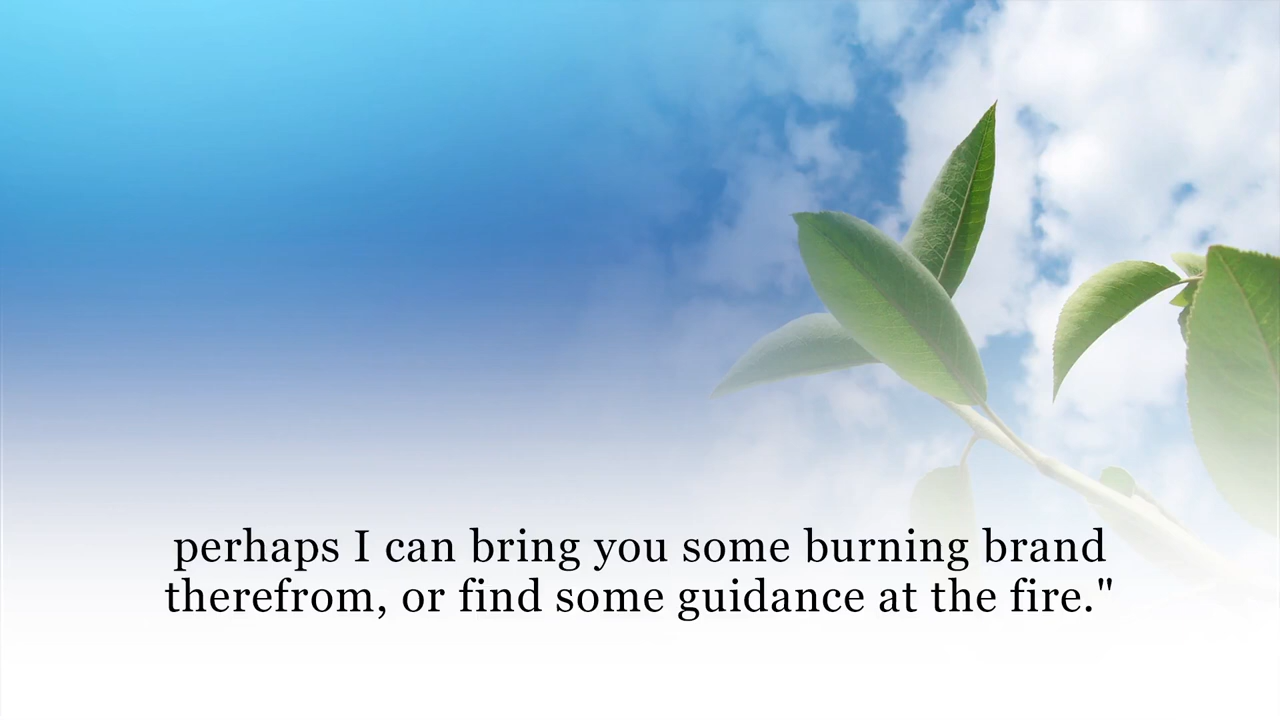 perhaps I can bring you some burning brand
therefrom, or find some guidance at the fire."